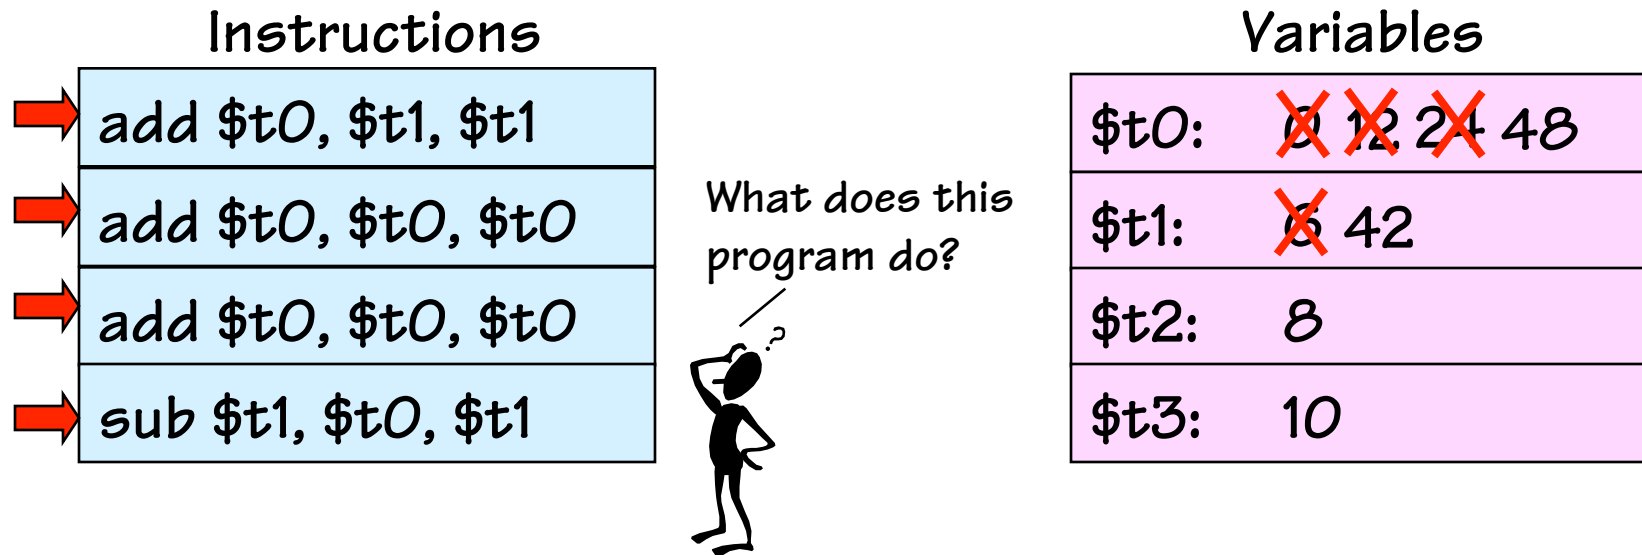 Instructions
add $t0, $t1, $t1
add $t0, $t0, $t0
add $t0, $t0, $t0
sub $t1, $t0, $t1
What does this
program do?
?
Variables
$t0: 0 12 24 48
$t1: 6 42
$t2: 8
$t3: 10